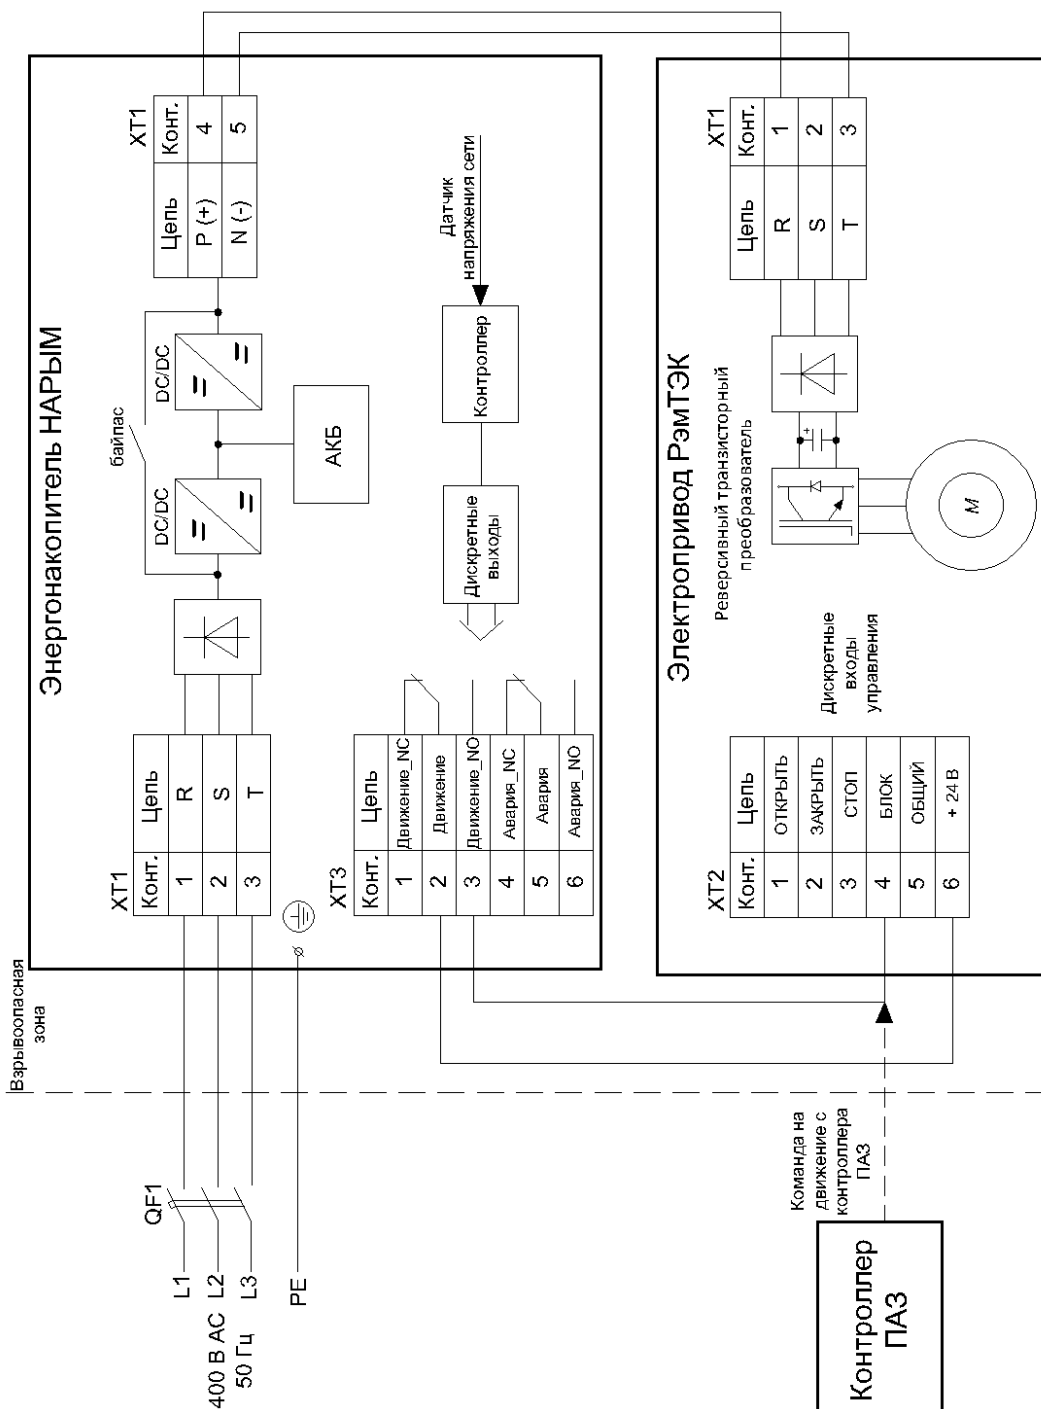 Взрывоопасная
зона
Энергонакопитель НАРЫМ
400 В AC
50 Гц
L1
L2
L3
PE
QF1
XT1
Конт. Цепь
1 R
2 S
3 T
байпас
DC/DC
DC/DC
АКБ
XT1
Цепь Конт.
P (+) 4
N (-) 5
XT3
Конт. Цепь
1 Движение_NC
2 Движение
3 Движение_NO
4 Авария_NC
5 Авария
6 Авария_NO
Дискретные
выходы
Контроллер
Датчик
напряжения сети
Электропривод РэмТЭК
Реверсивный транзисторный
преобразователь
XT1
Цепь Конт.
R 1
S 2
T 3
+
M
Дискретные
входы
управления
XT2
Конт. Цепь
1 ОТКРЫТЬ
2 ЗАКРЫТЬ
3 СТОП
4 БЛОК
5 ОБЩИЙ
6 + 24 В
Команда на
движение с
контроллера
ПАЗ
Контроллер
ПАЗ